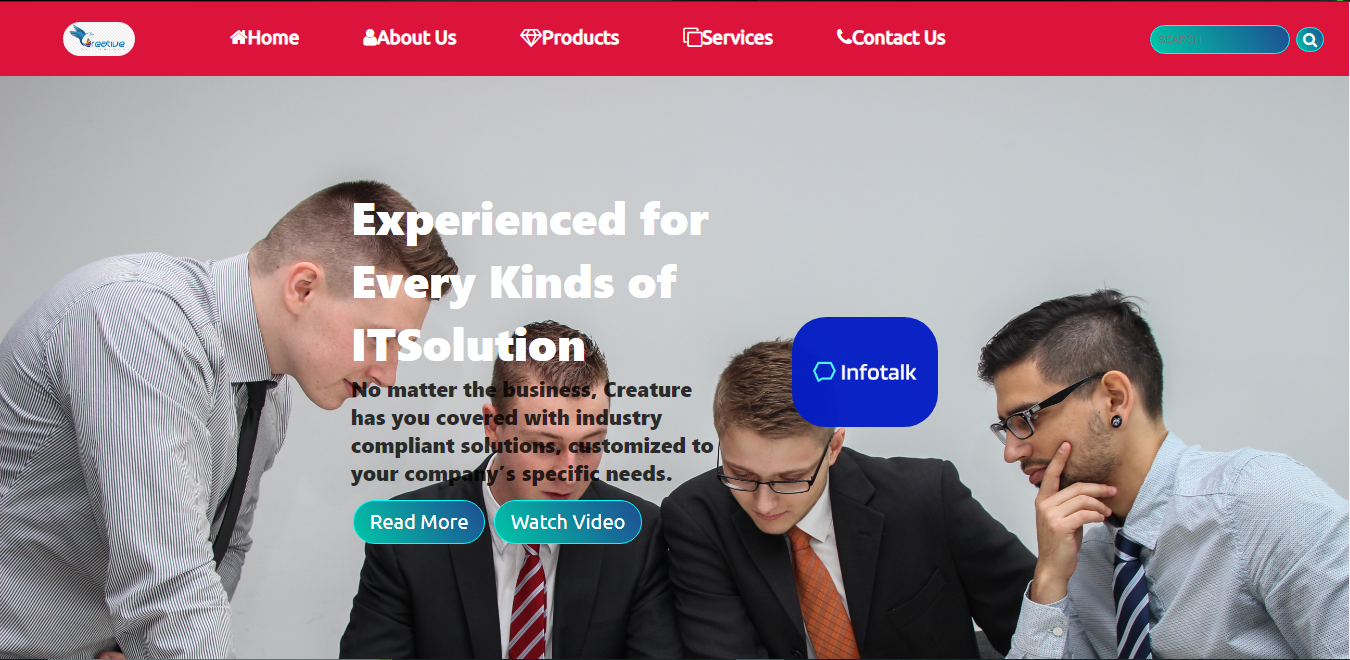 Creative
Home
About Us
Products
Services
Contact Us
SEARCH
Experienced for
Every Kinds of
ITSolution
No matter the business, Creature
has you covered with industry
compliant solutions, customized to
your company’s specific needs.
Infotalk
Read More
Watch Video